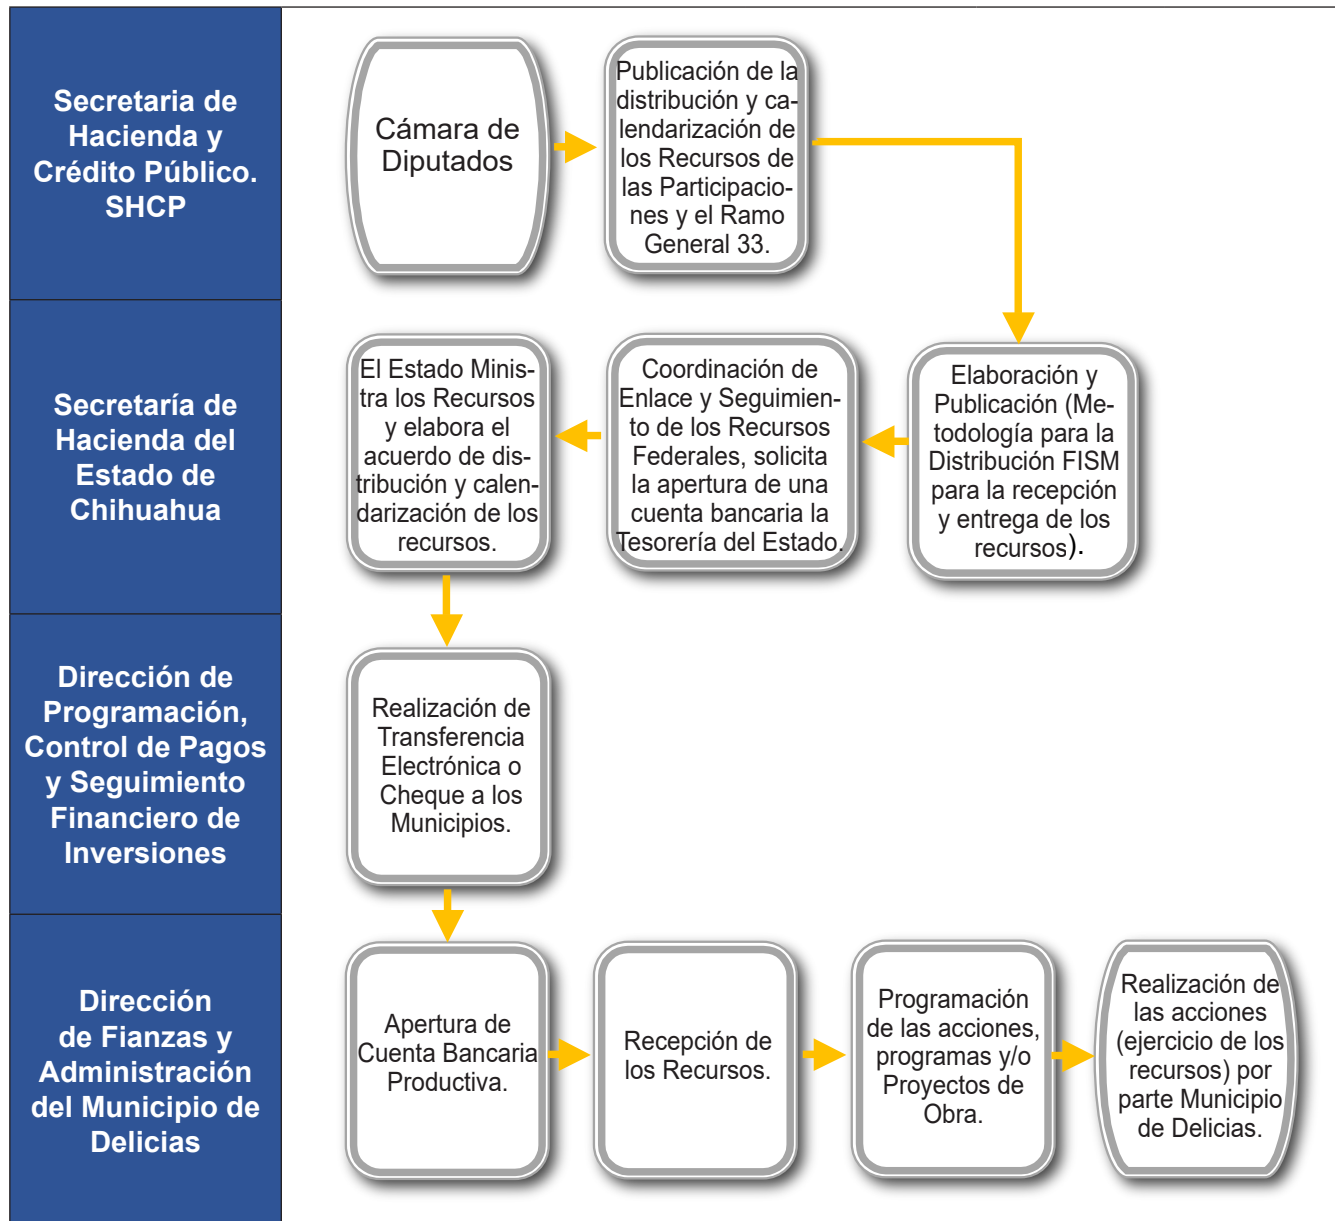 Secretaria de
Hacienda y
Crédito Público.
SHCP
Cámara de
Diputados
Publicación de la
distribución y ca-
lendarización de
los Recursos de
las Participacio-
nes y el Ramo
General 33.
Secretaría de
Hacienda del
Estado de
Chihuahua
El Estado Minis-
tra los Recursos
y elabora el
acuerdo de dis-
tribución y calen-
darización de los
recursos.
Coordinación de
Enlace y Seguimien-
to de los Recursos
Federales, solicita
la apertura de una
cuenta bancaria la
Tesorería del Estado.
Elaboración y
Publicación (Me-
todología para la
Distribución FISM
para la recepción
y entrega de los
recursos).
Dirección de
Programación,
Control de Pagos
y Seguimiento
Financiero de
Inversiones
Realización de
Transferencia
Electrónica o
Cheque a los
Municipios.
Dirección
de Fianzas y
Administración
del Municipio de
Delicias
Apertura de
Cuenta Bancaria
Productiva.
Recepción de
los Recursos.
Programación
de las acciones,
programas y/o
Proyectos de
Obra.
Realización de
las acciones
(ejercicio de los
recursos) por
parte Municipio
de Delicias.